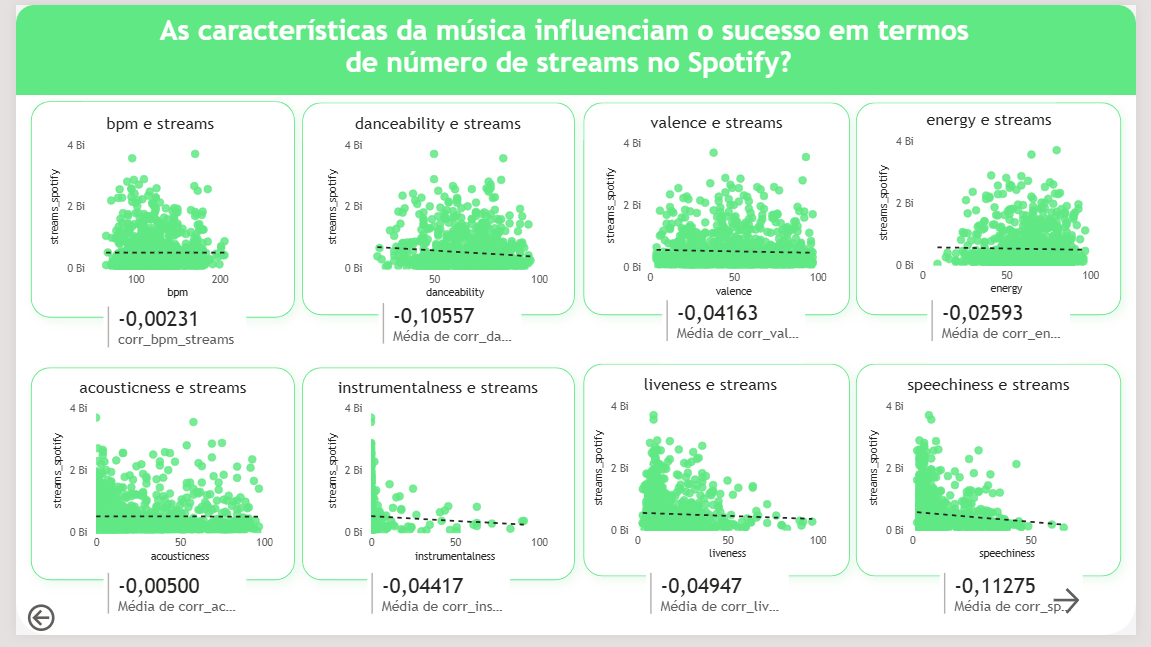 As características da música influenciam o sucesso em termos
de número de streams no Spotify?
bpm e streams
4 Bi
2 Bi
0 Bi
streams_spotify
100
200
bpm
-0,00231
corr_bpm_streams
danceability e streams
4 Bi
2 Bi
0 Bi
streams_spotify
50
100
danceability
-0,10557
Média de corr_da...
valence e streams
4 Bi
2 Bi
0 Bi
streams_spotify
0
50
100
valence
-0,04163
Média de corr_val...
energy e streams
4 Bi
2 Bi
0 Bi
streams_spotify
0
50
100
energy
-0,02593
Média de corr_en...
acousticness e streams
4 Bi
2 Bi
0 Bi
streams_spotify
0
50
100
acousticness
-0,00500
Média de corr_ac...
instrumentalness e streams
4 Bi
2 Bi
0 Bi
streams_spotify
0
50
100
instrumentalness
-0,04417
Média de corr_ins...
liveness e streams
4 Bi
2 Bi
0 Bi
streams_spotify
0
50
100
liveness
-0,04947
Média de corr_liv...
speechiness e streams
4 Bi
2 Bi
0 Bi
streams_spotify
0
50
speechiness
-0,11275
Média de corr_sp...